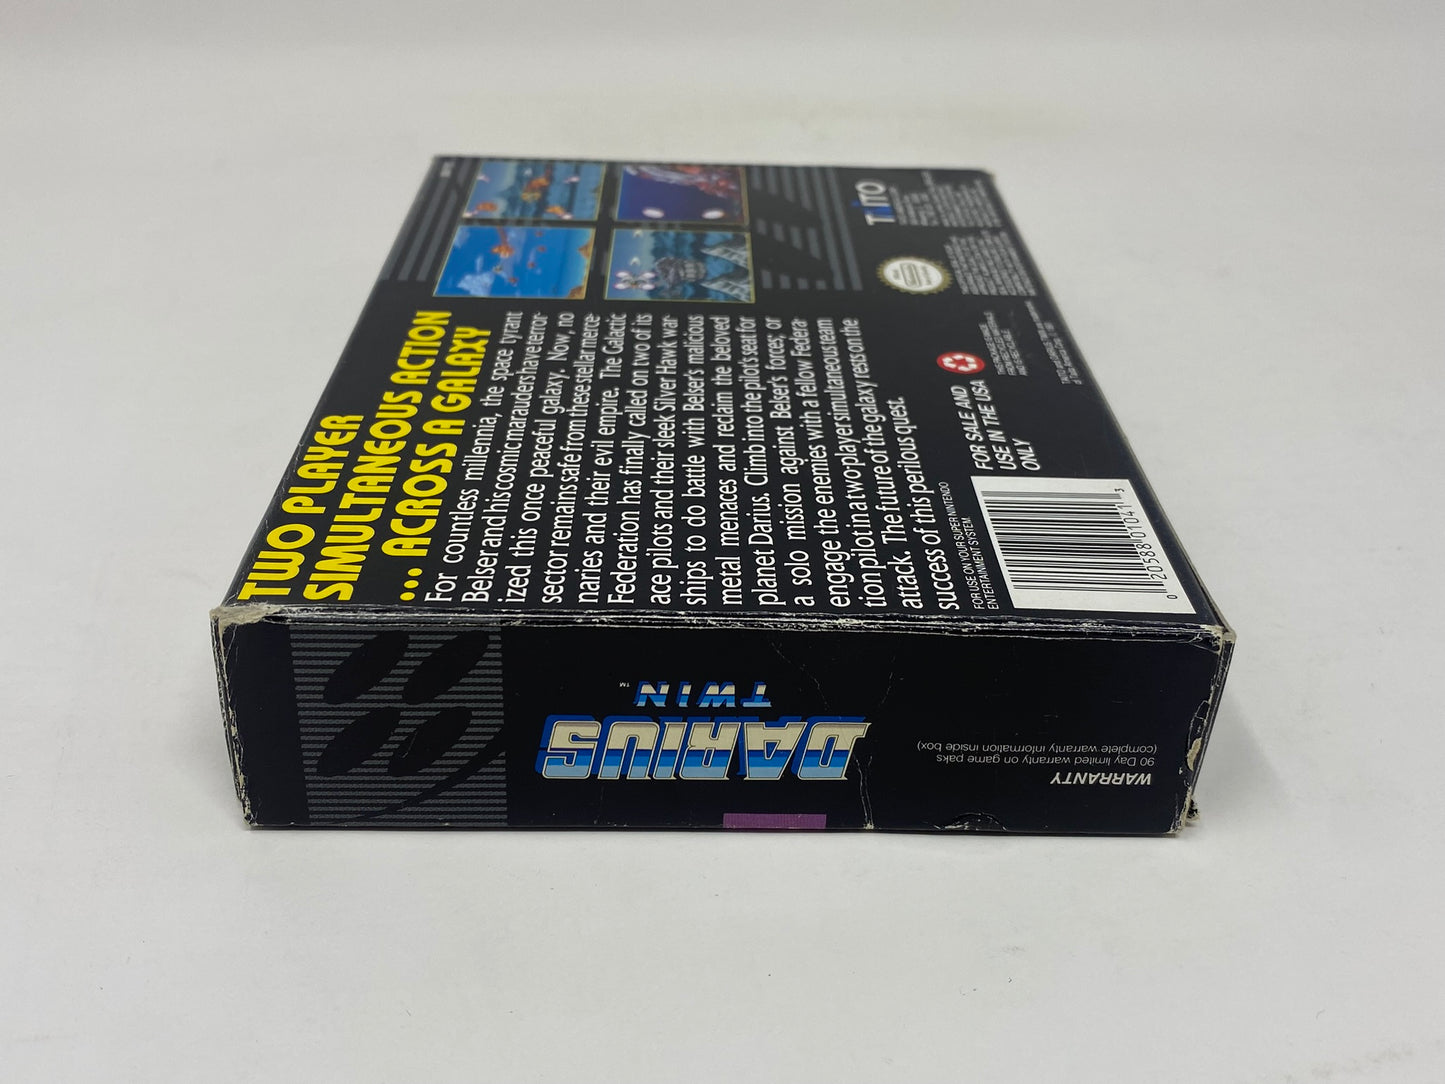 TWO PLAYER
SIMULTANEOUS ACTION
... ACROSS A GALAXY
For countless millennia, the space tyrant
Belser and his cosmic marauders have terror-
ized this once peaceful galaxy. Now, no
sector remains safe from these stellar merce-
naries and their evil empire. The Galactic
Federation has finally called on two of its
ace pilots and their sleek Silver Hawk war-
ships to do battle with Belser's malicious
metal menaces and reclaim the beloved
planet Darius. Climb into the pilot's seat for
a solo mission against Belser's forces; or
engage the enemies with a fellow Federa-
tion pilot in a two-player simultaneous team
attack. The future of the galaxy rests on the
success of this perilous quest.
FOR USE ON YOUR SUPER NINTENDO
ENTERTAINMENT SYSTEM.
FOR SALE AND
USE IN THE USA
ONLY
0 20588 01041 3
TAITO
DARIUS
TWIN™
WARRANTY
90 Day limited warranty on game paks
(complete warranty information inside box)